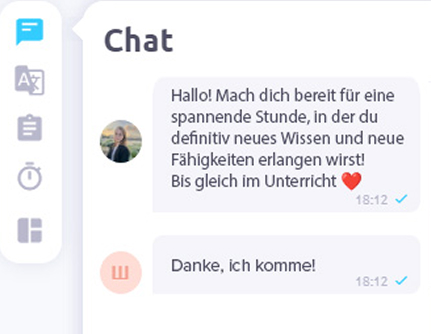 Chat
Hallo! Mach dich bereit für eine
spannende Stunde, in der du
definitiv neues Wissen und neue
Fähigkeiten erlangen wirst!
Bis gleich im Unterricht ❤️
18:12 ✓
Ш
Danke, ich komme!
18:12 ✓